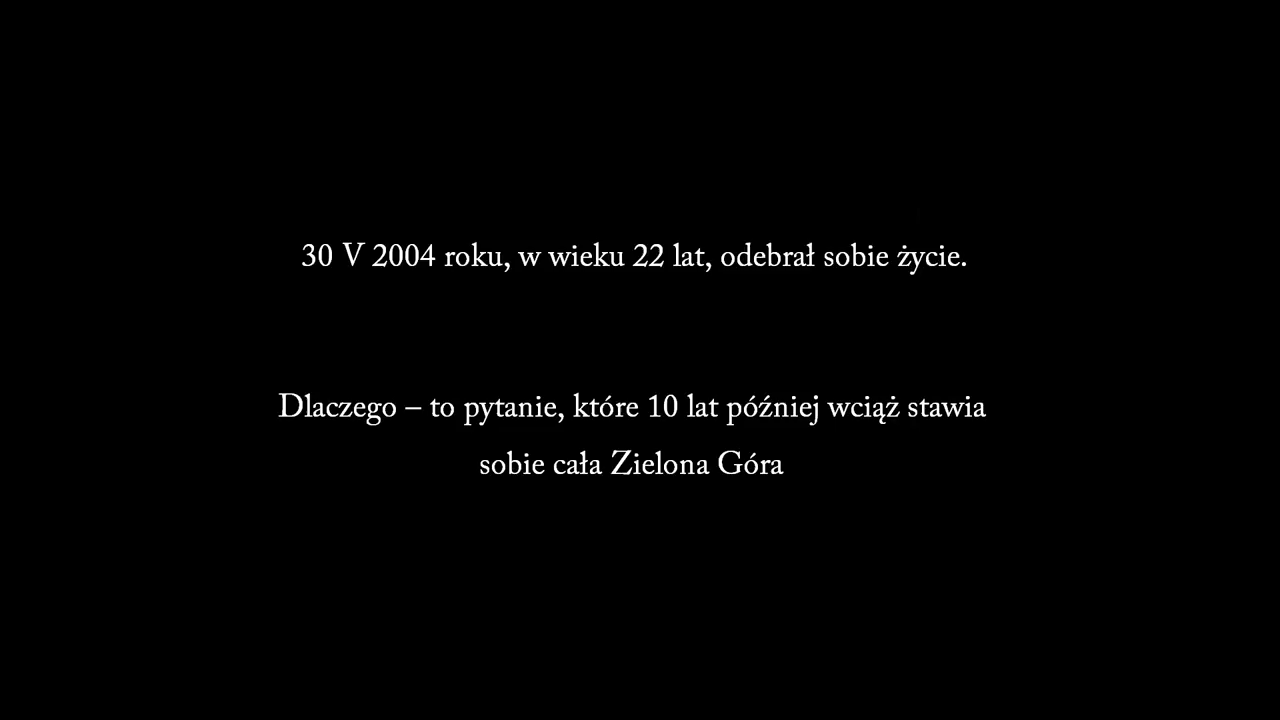 30 V 2004 roku, w wieku 22 lat, odebrał sobie życie.
Dlaczego – to pytanie, które 10 lat później wciąż stawia
sobie cała Zielona Góra